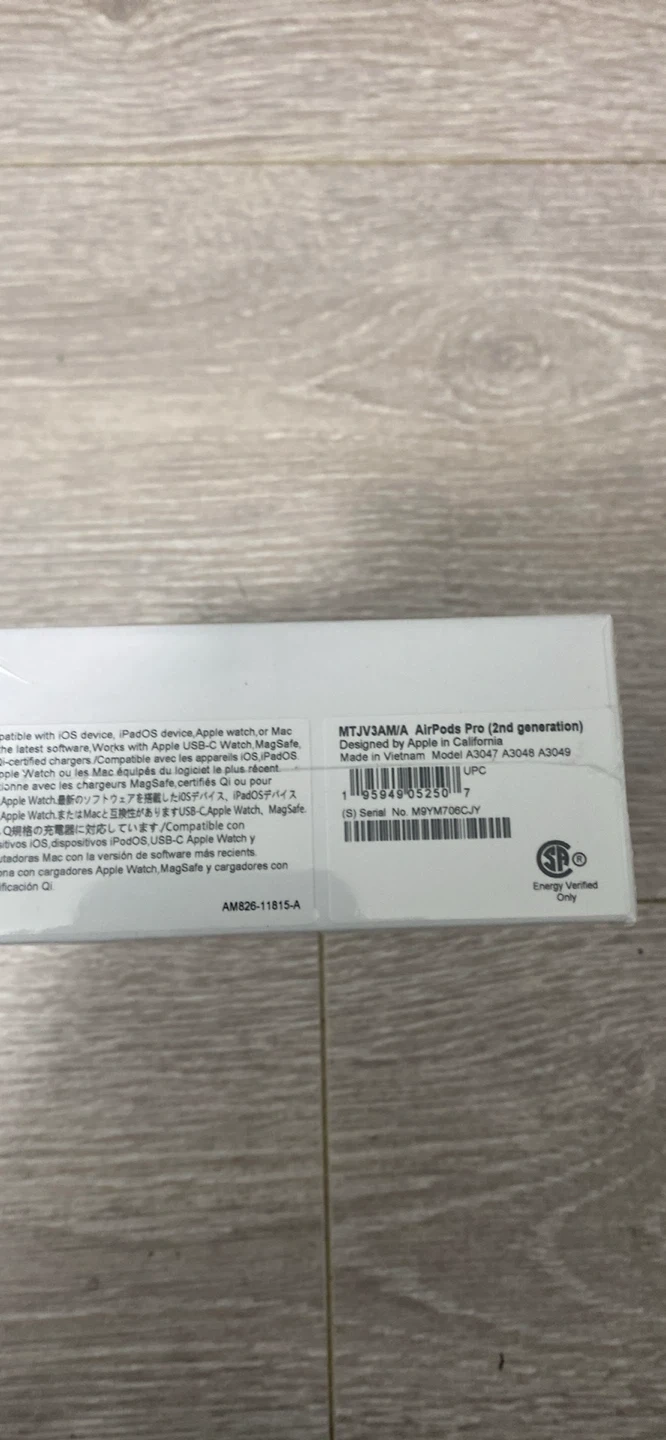 patible with iOS device, iPadOS device,Apple watch,or Mac
he latest software,Works with Apple USB-C Watch,MagSafe,
Qi-certified chargers./Compatible avec les appareils iOS,iPadOS
pple Watch ou les Mac équipés du logiciel le plus récent.
tionne avec les chargeurs MagSafe,certifiés Qi ou pour
Apple Watch.最新のソフトウェアを搭載したiOSデバイス、iPadOSデバイス
Apple Watch.またはMacと互換性がありますUSB-C,Apple Watch、MagSafe.
Q規格の充電器に対応しています./Compatible con
sitivos iOS,dispositivos iPodOS,USB-C Apple Watch y
utadoras Mac con la versión de software más recients.
ona con cargadores Apple Watch,MagSafe y cargadores con
ificación Qi.
AM826-11815-A
MTJV3AM/A AirPods Pro (2nd generation)
Designed by Apple in California
Made in Vietnam Model A3047 A3048 A3049
UPC
1 95949 05250 7
(S) Serial No. M9YM706CJY
SA ®
Energy Verified
Only